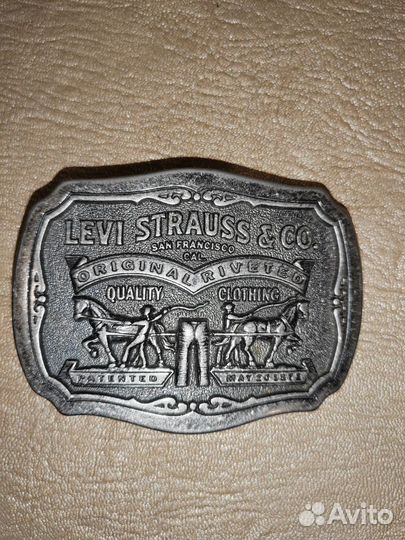 LEVI STRAUSS & CO.
SAN FRANCISCO
CAL.
ORIGINAL RIVETED
QUALITY CLOTHING
PATENTED MAY 20 1873
Avito